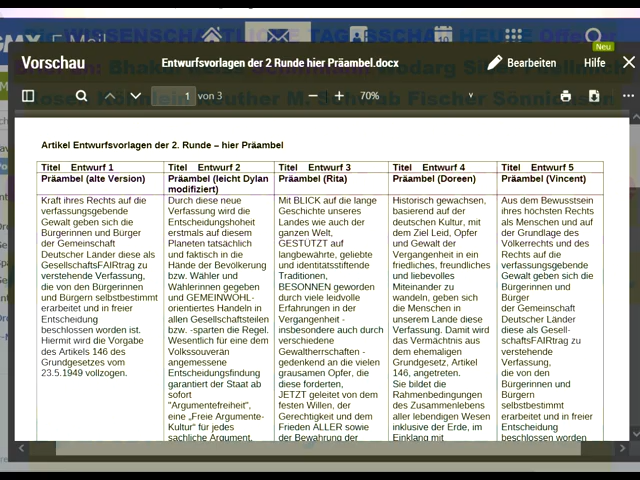 GMX E-Mail
Neu
Vorschau
Entwurfsvorlagen der 2 Runde hier Präambel.docx
Bearbeiten
Hilfe
1 von 3
70%
Artikel Entwurfsvorlagen der 2. Runde – hier Präambel
Titel Entwurf 1
Präambel (alte Version)
Kraft ihres Rechts auf die
verfassungsgebende
Gewalt geben sich die
Bürgerinnen und Bürger
der Gemeinschaft
Deutscher Länder diese als
GesellschaftsFAIRtrag zu
verstehende Verfassung,
die von den Bürgerinnen
und Bürgern selbstbestimmt
erarbeitet und in freier
Entscheidung
beschlossen worden ist.
Hiermit wird die Vorgabe
des Artikels 146 des
Grundgesetzes vom
23.5.1949 vollzogen.
Titel Entwurf 2
Präambel (leicht Dylan
modifiziert)
Durch diese neue
Verfassung wird die
Entscheidungshoheit
erstmals auf diesem
Planeten tatsächlich
und faktisch in die
Hande der Bevölkerung
bzw. Wähler und
Wählerinnen gegeben
und GEMEINWOHL-
orientiertes Handeln in
allen Gesellschaftsteilen
bzw. -sparten die Regel.
Wesentlich für eine dem
Volkssouverän
angemessene
Entscheidungsfindung
garantiert der Staat ab
sofort
"Argumentefreiheit",
eine „Freie Argumente-
Kultur“ für jedes
sachliche Argument,
Titel Entwurf 3
Präambel (Rita)
Mit BLICK auf die lange
Geschichte unseres
Landes wie auch der
ganzen Welt,
GESTÜTZT auf
langbewährte, geliebte
und identitätsstiftende
Traditionen,
BESONNEN geworden
durch viele leidvolle
Erfahrungen in der
Vergangenheit -
insbesondere auch durch
verschiedene
Gewaltherrschaften -
gedenkend an die vielen
grausamen Opfer, die
diese forderten,
JETZT geleitet von dem
festen Willen, der
Gerechtigkeit und dem
Frieden ALLER sowie
der Bewahrung der
Titel Entwurf 4
Präambel (Doreen)
Historisch gewachsen,
basierend auf der
deutschen Kultur, mit
dem Ziel Leid, Opfer
und Gewalt der
Vergangenheit in ein
friedliches, freundliches
und liebevolles
Miteinander zu
wandeln, geben sich
die Menschen in
unserem Lande diese
Verfassung. Damit wird
das Vermächtnis aus
dem ehemaligen
Grundgesetz, Artikel
146, angetreten.
Sie bildet die
Rahmenbedingungen
des Zusammenlebens
aller lebendigen Wesen
inklusive der Erde, im
Einklang mit
Titel Entwurf 5
Präambel (Vincent)
Aus dem Bewusstsein
ihres höchsten Rechts
als Menschen und auf
der Grundlage des
Völkerrechts und des
Rechts auf die
verfassungsgebende
Gewalt geben sich die
Bürgerinnen und
Bürger
der Gemeinschaft
Deutscher Länder
diese als Gesell-
schaftsFAIRtrag zu
verstehende
Verfassung,
die von den
Bürgerinnen und
Bürgern
selbstbestimmt
erarbeitet und in freier
Entscheidung
beschlossen worden